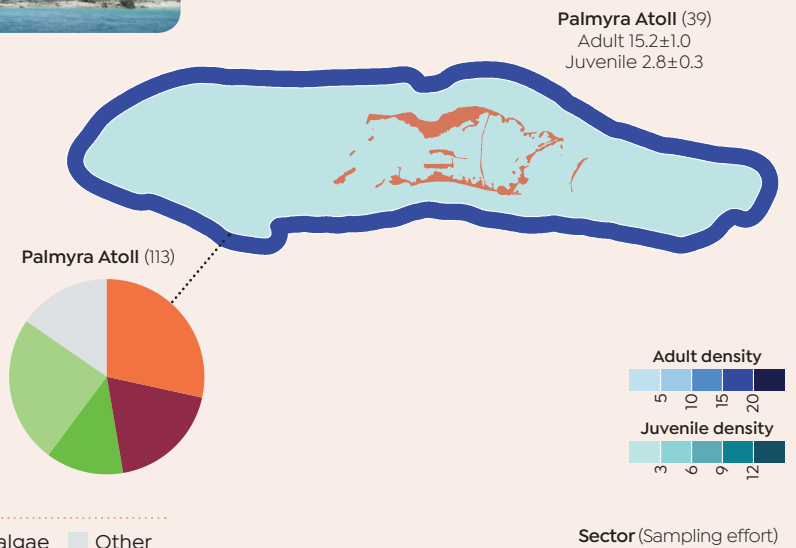 Palmyra Atoll (39)
Adult 15.2±1.0
Juvenile 2.8±0.3
Palmyra Atoll (113)
Adult density
5 10 15 20
Juvenile density
3 6 9 12
algae Other
Sector (Sampling effort)